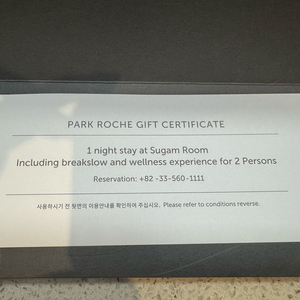 PARK ROCHE GIFT CERTIFICATE
1 night stay at Sugam Room
Including breakslow and wellness experience for 2 Persons
Reservation: +82 -33-560-1111
사용하시기 전 뒷면의 이용안내를 확인하여 주십시오. Please refer to conditions reverse.